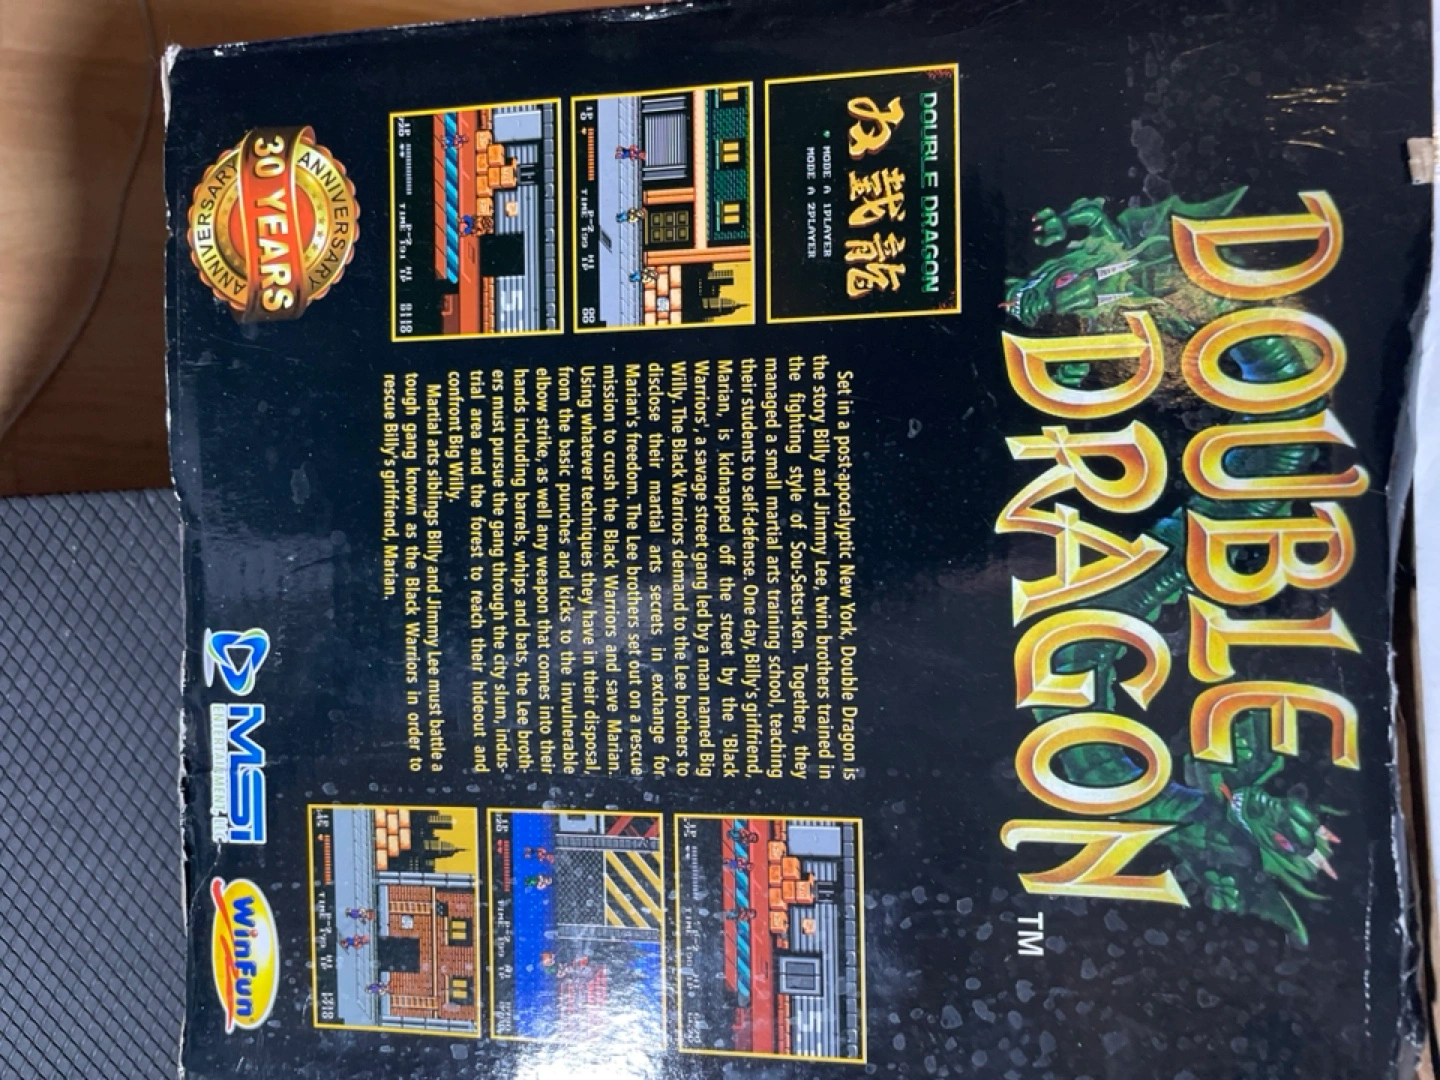 DOUBLE
DRAGON™
DOUBLE DRAGON
双截龍
MODE A 1PLAYER
MODE A 2PLAYER
Set in a post-apocalyptic New York, Double Dragon is
the story Billy and Jimmy Lee, twin brothers trained in
the fighting style of Sou-Setsu-Ken. Together, they
managed a small martial arts training school, teaching
their students to self-defense. One day, Billy's girlfriend,
Marian, is kidnapped off the street by the 'Black
Warriors', a savage street gang led by a man named Big
Willy. The Black Warriors demand to the Lee brothers to
disclose their martial arts secrets in exchange for
Marian's freedom. The Lee brothers set out on a rescue
mission to crush the Black Warriors and save Marian.
Using whatever techniques they have in their disposal,
from the basic punches and kicks to the invulnerable
elbow strike, as well any weapon that comes into their
hands including barrels, whips and bats, the Lee broth-
ers must pursue the gang through the city slum, indus-
trial area and the forest to reach their hideout and
confront Big Willy.
Martial arts siblings Billy and Jimmy Lee must battle a
tough gang known as the Black Warriors in order to
rescue Billy's girlfriend, Marian.
ANNIVERSARY
30 YEARS
ANNIVERSARY
MSI
ENTERTAINMENT LLC
winfun